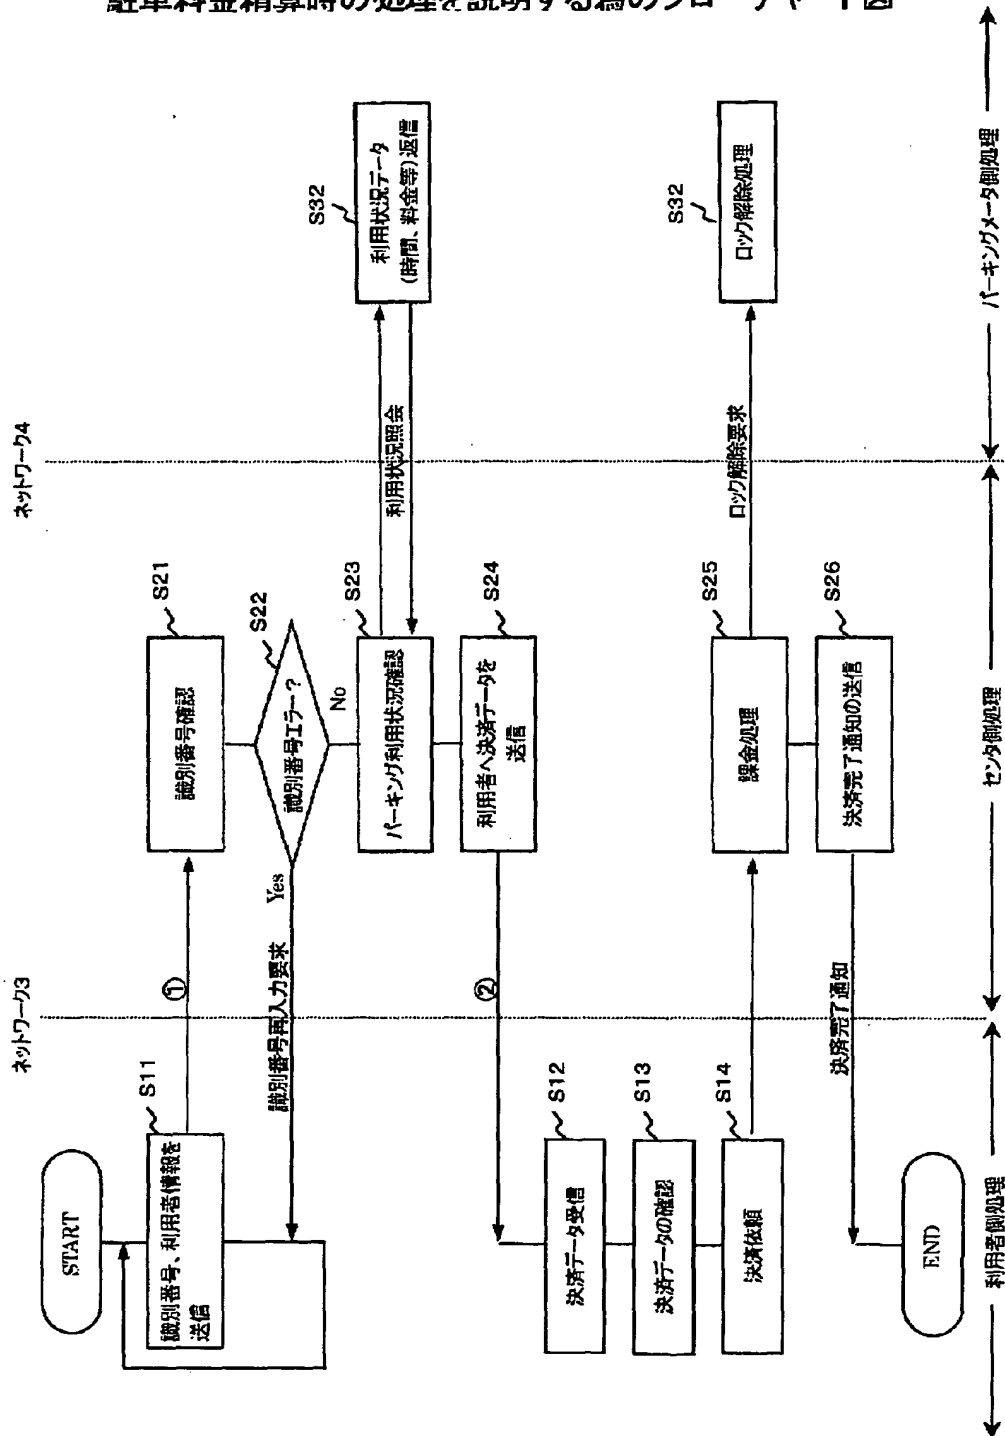 駐車料金精算時の処理を説明する為のフローチャート図
ネットワーク3
ネットワーク4
START
識別番号、利用者情報を
送信
S11
①
識別番号確認
S21
識別番号エラー?
S22
Yes
No
識別番号再入力要求
パーキング利用状況確認
S23
利用状況照会
利用状況データ
(時間、料金等)返信
S32
利用者へ決済データを
送信
S24
②
決済データ受信
S12
決済データの確認
S13
決済依頼
S14
課金処理
S25
ロック解除要求
ロック解除処理
S32
決済完了通知の送信
S26
決済完了通知
END
利用者側処理
センタ側処理
パーキングメータ側処理